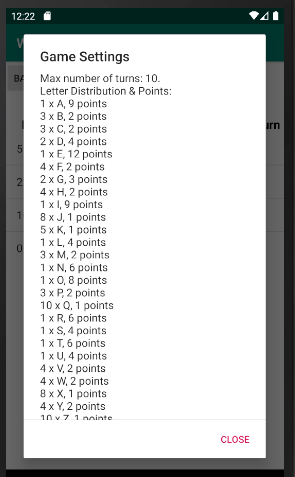 12:22
Game Settings
Max number of turns: 10.
Letter Distribution & Points:
1 x A, 9 points
3 x B, 2 points
3 x C, 2 points
2 x D, 4 points
1 x E, 12 points
4 x F, 2 points
2 x G, 3 points
4 x H, 2 points
1 x I, 9 points
8 x J, 1 points
5 x K, 1 points
1 x L, 4 points
3 x M, 2 points
1 x N, 6 points
1 x O, 8 points
3 x P, 2 points
10 x Q, 1 points
1 x R, 6 points
1 x S, 4 points
1 x T, 6 points
1 x U, 4 points
4 x V, 2 points
4 x W, 2 points
8 x X, 1 points
4 x Y, 2 points
10 x Z, 1 points
CLOSE